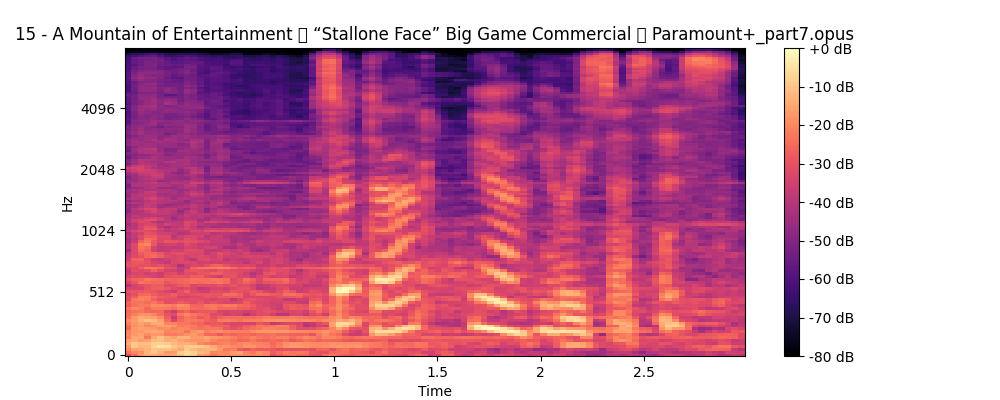 15 - A Mountain of Entertainment ▯ “Stallone Face” Big Game Commercial ▯ Paramount+_part7.opus
+0 dB
4096
-10 dB
-20 dB
2048
-30 dB
Hz
-40 dB
1024
-50 dB
512
-60 dB
-70 dB
0
-80 dB
0
0.5
1
1.5
2
2.5
Time